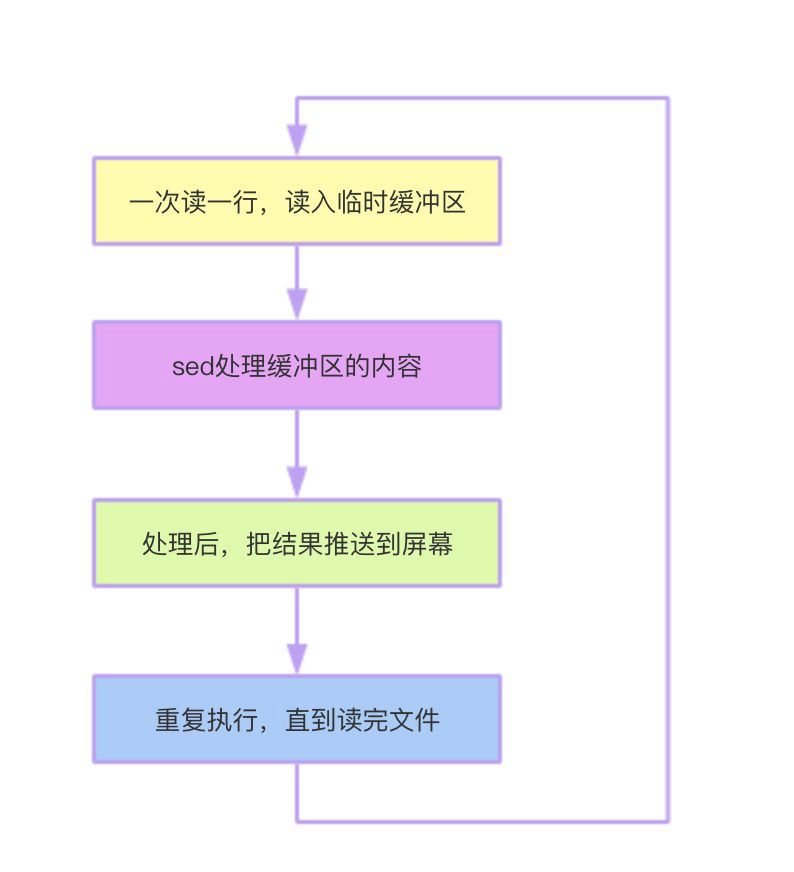 一次读一行，读入临时缓冲区
sed处理缓冲区的内容
处理后，把结果推送到屏幕
重复执行，直到读完文件